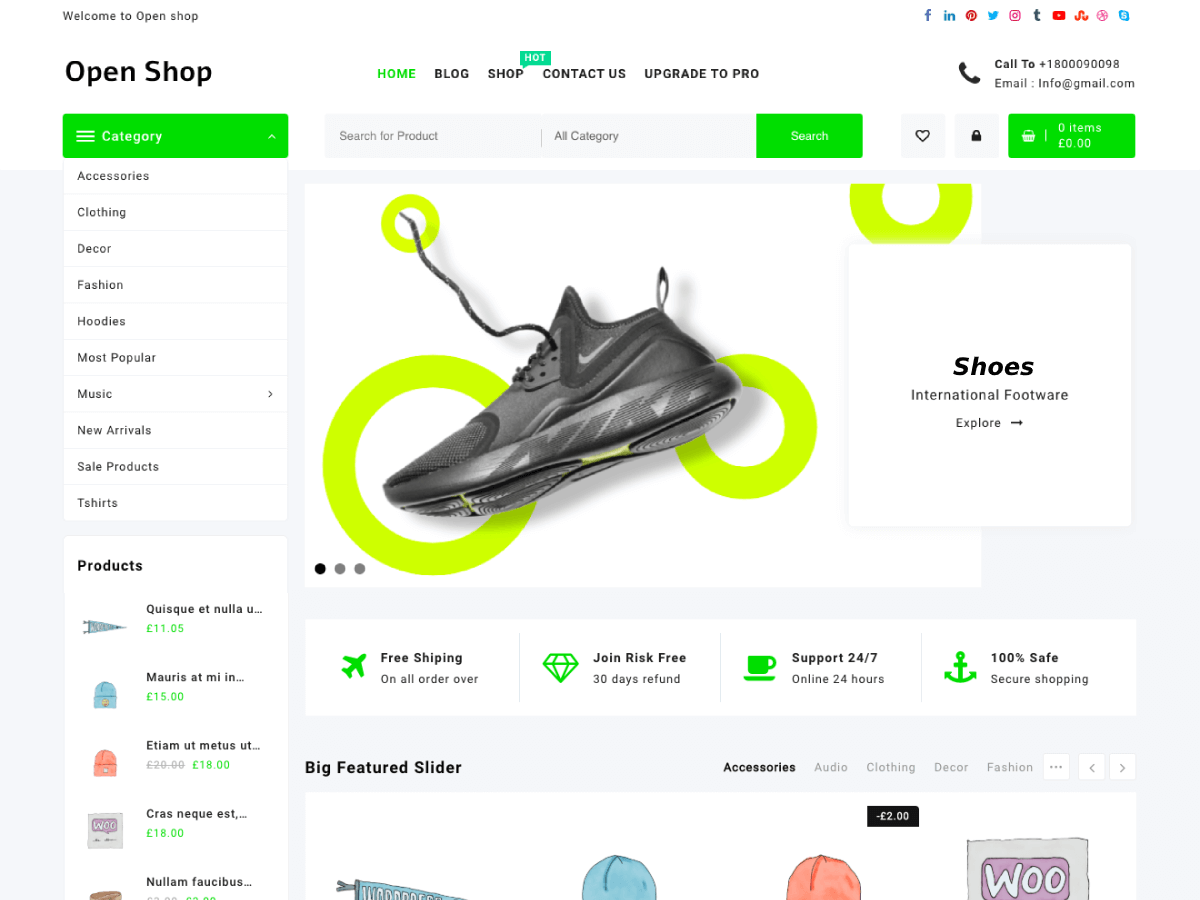 Welcome to Open shop
Open Shop
HOME BLOG SHOP HOT CONTACT US UPGRADE TO PRO
Call To +1800090098
Email : Info@gmail.com
Category
Search for Product
All Category
Search
0 items
£0.00
Accessories
Clothing
Decor
Fashion
Hoodies
Most Popular
Music
New Arrivals
Sale Products
Tshirts
Shoes
International Footware
Explore
Products
Quisque et nulla u...
£11.05
Mauris at mi in...
£15.00
Etiam ut metus ut...
£20.00 £18.00
Cras neque est,...
£18.00
Nullam faucibus...
Free Shiping
On all order over
Join Risk Free
30 days refund
Support 24/7
Online 24 hours
100% Safe
Secure shopping
Big Featured Slider
Accessories Audio Clothing Decor Fashion ...
-£2.00
WOO
WOO